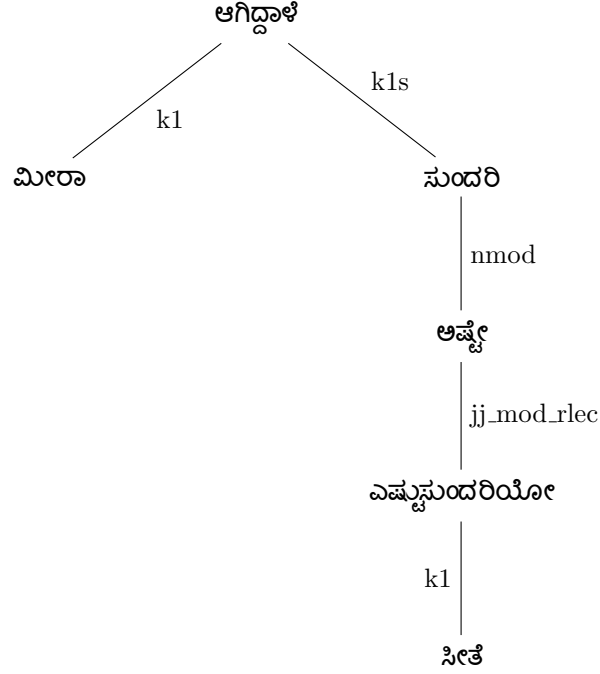 ಆಗಿದ್ದಾಳೆ
k1s
k1
ಮೀರಾ ಸುಂದರಿ
nmod
ಅಷ್ಟೇ
jj_mod_rlec
ಎಷ್ಟುಸುಂದರಿಯೋ
k1
ಸೀತೆ